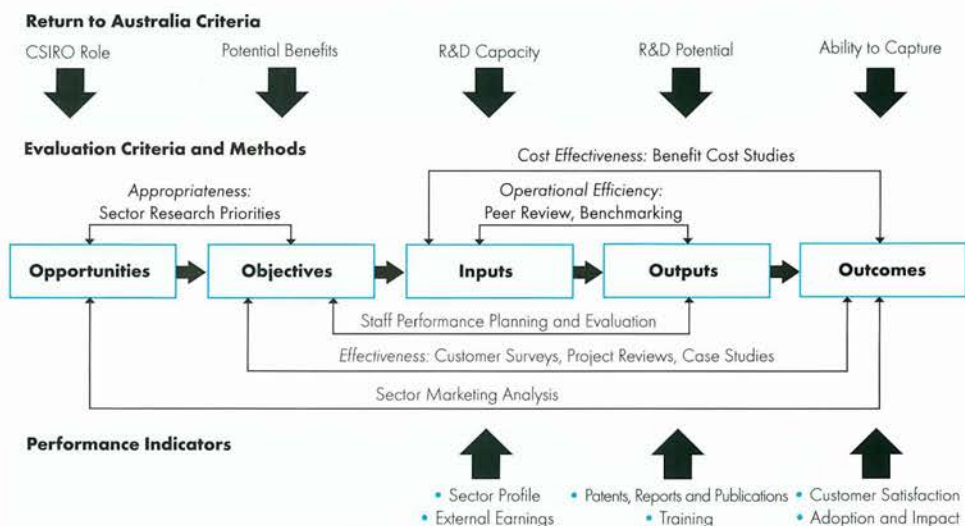 Return to Australia Criteria
CSIRO Role
Potential Benefits
R&D Capacity
R&D Potential
Ability to Capture
Evaluation Criteria and Methods
Cost Effectiveness: Benefit Cost Studies
Appropriateness:
Sector Research Priorities
Operational Efficiency:
Peer Review, Benchmarking
Opportunities
Objectives
Inputs
Outputs
Outcomes
Staff Performance Planning and Evaluation
Effectiveness: Customer Surveys, Project Reviews, Case Studies
Sector Marketing Analysis
Performance Indicators
• Sector Profile
• External Earnings
• Patents, Reports and Publications
• Training
• Customer Satisfaction
• Adoption and Impact